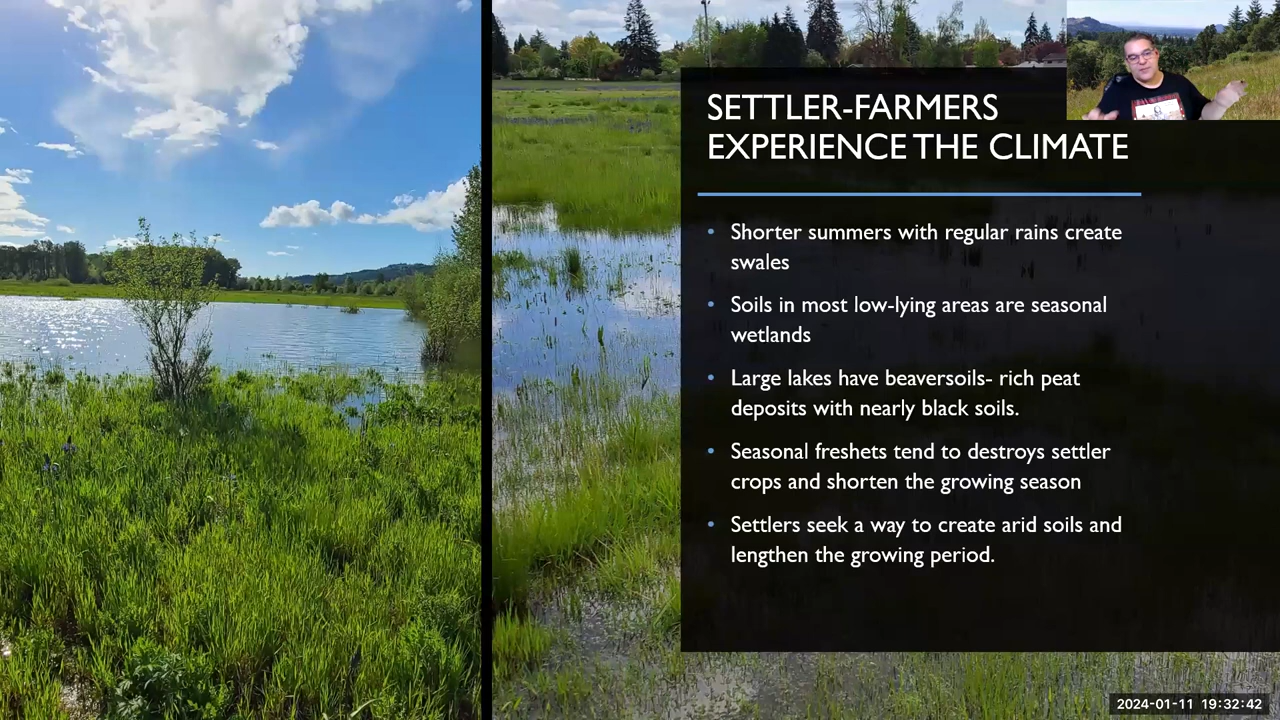 SETTLER-FARMERS
EXPERIENCE THE CLIMATE
• Shorter summers with regular rains create
swales
• Soils in most low-lying areas are seasonal
wetlands
• Large lakes have beaversoils- rich peat
deposits with nearly black soils.
• Seasonal freshets tend to destroys settler
crops and shorten the growing season
• Settlers seek a way to create arid soils and
lengthen the growing period.
2024-01-11 19:32:42